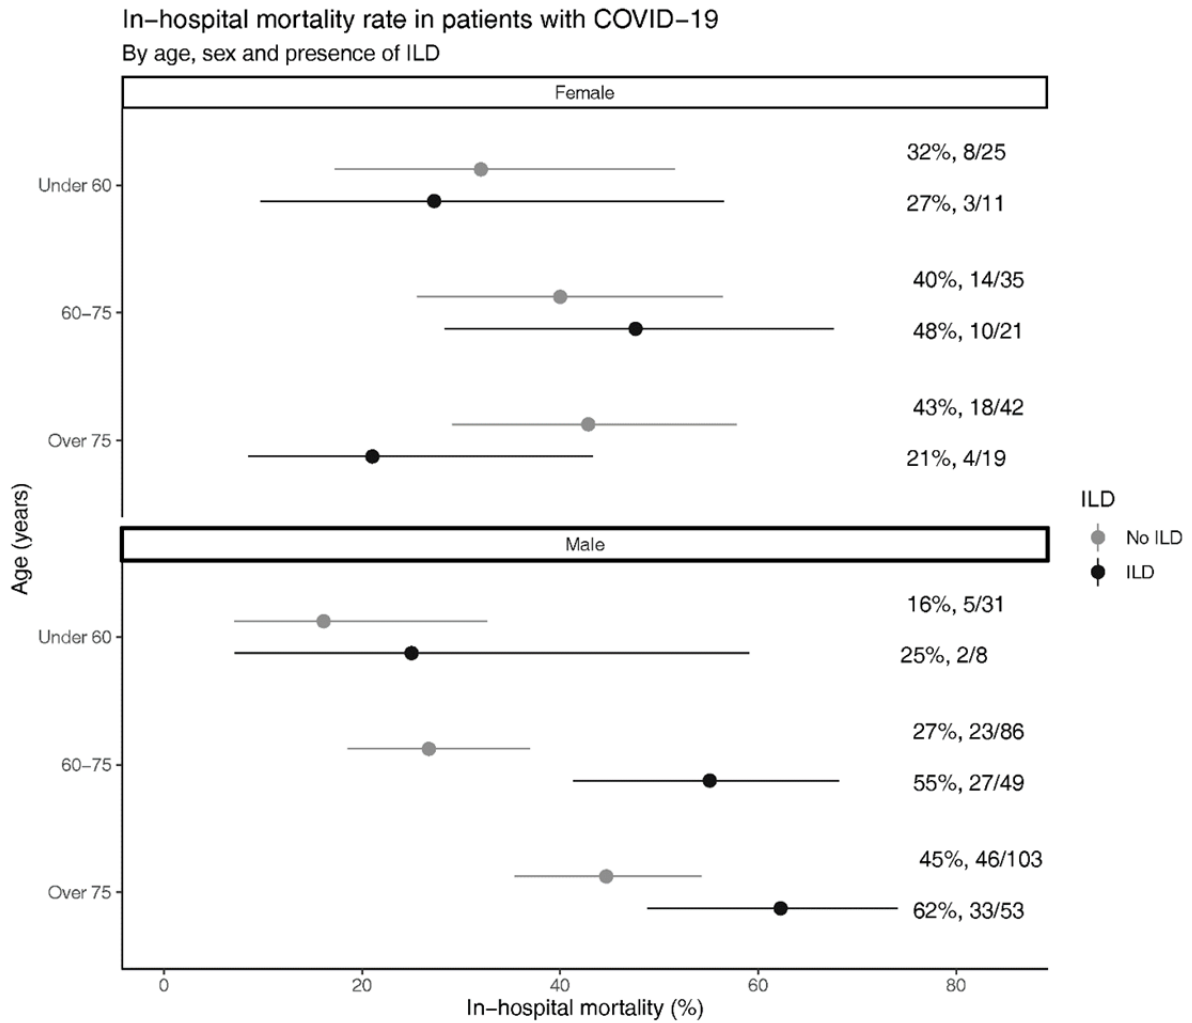 In−hospital mortality rate in patients with COVID−19
By age, sex and presence of ILD
Female
32%, 8/25
Under 60
27%, 3/11
40%, 14/35
60−75
48%, 10/21
43%, 18/42
Over 75
21%, 4/19
Age (years)
ILD
No ILD
ILD
Male
16%, 5/31
Under 60
25%, 2/8
27%, 23/86
60−75
55%, 27/49
45%, 46/103
Over 75
62%, 33/53
0 20 40 60 80
In−hospital mortality (%)